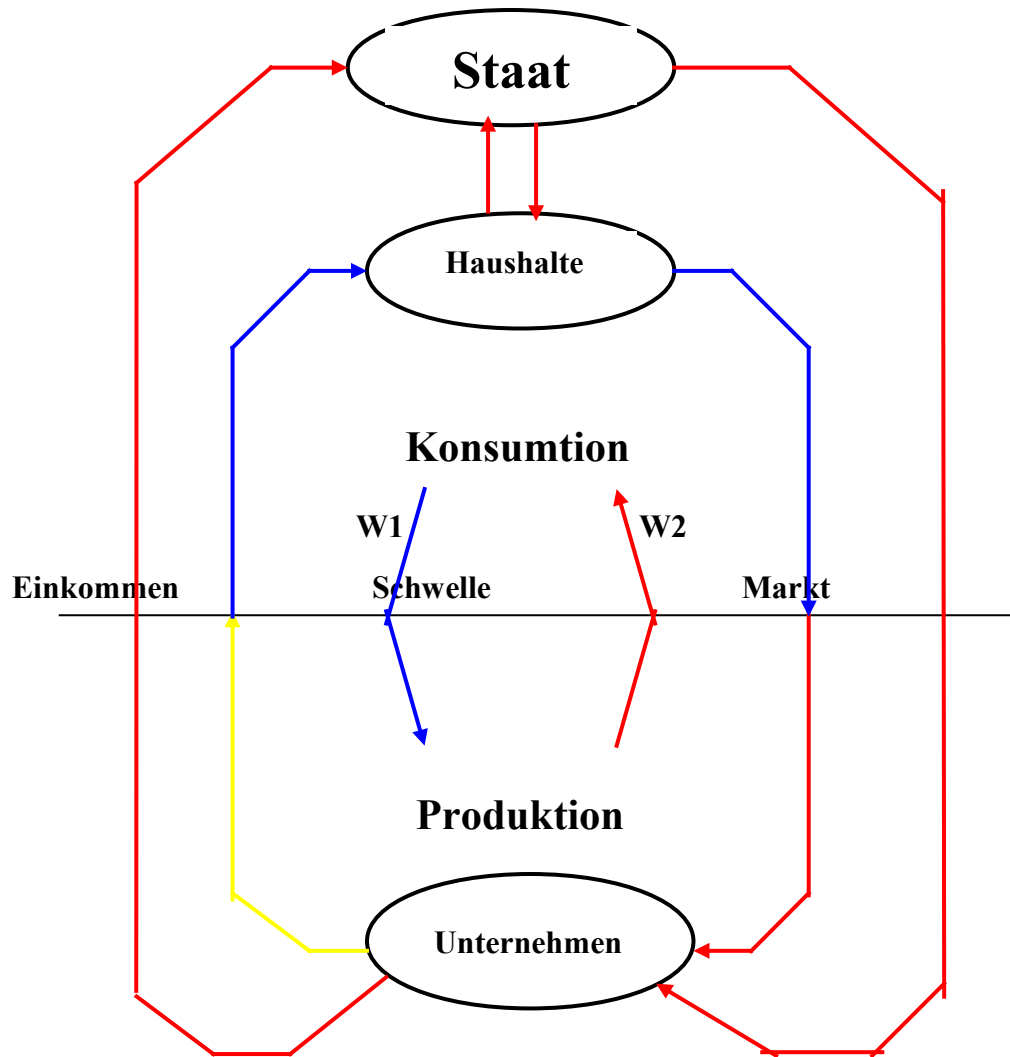 Staat
Haushalte
Konsumtion
W1 W2
Einkommen Schwelle Markt
Produktion
Unternehmen